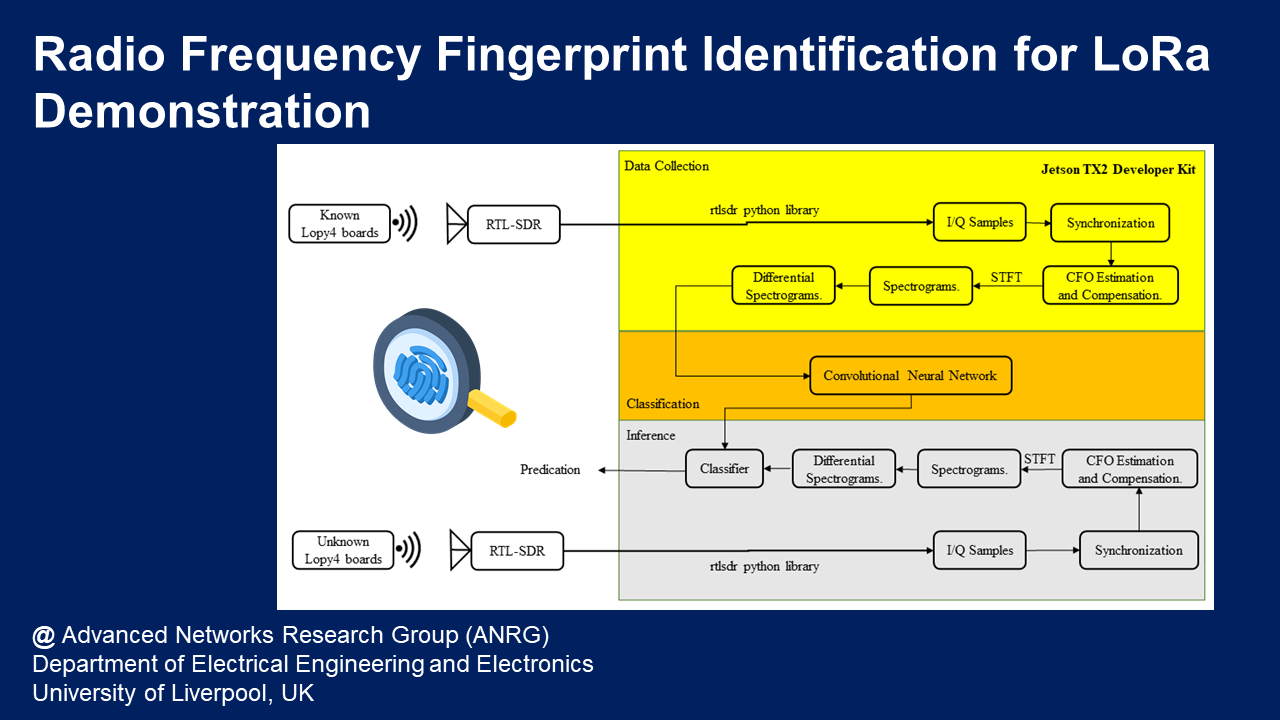 Radio Frequency Fingerprint Identification for LoRa
Demonstration
Data Collection
Jetson TX2 Developer Kit
Known
Lopy4 boards
RTL-SDR
rtlsdr python library
I/Q Samples
Synchronization
Differential
Spectrograms.
Spectrograms.
STFT
CFO Estimation
and Compensation.
Convolutional Neural Network
Classification
Inference
Predication
Classifier
Differential
Spectrograms.
Spectrograms.
STFT
CFO Estimation
and Compensation.
Unknown
Lopy4 boards
RTL-SDR
rtlsdr python library
I/Q Samples
Synchronization
@ Advanced Networks Research Group (ANRG)
Department of Electrical Engineering and Electronics
University of Liverpool, UK